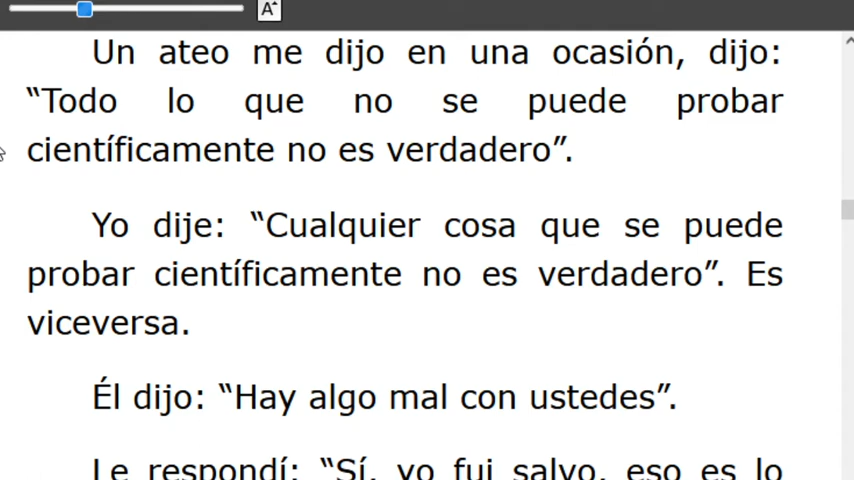 A
Un ateo me dijo en una ocasión, dijo:
“Todo lo que no se puede probar
científicamente no es verdadero”.
Yo dije: “Cualquier cosa que se puede
probar científicamente no es verdadero”. Es
viceversa.
Él dijo: “Hay algo mal con ustedes”.
Le respondí: “Sí, yo fui salvo, eso es lo